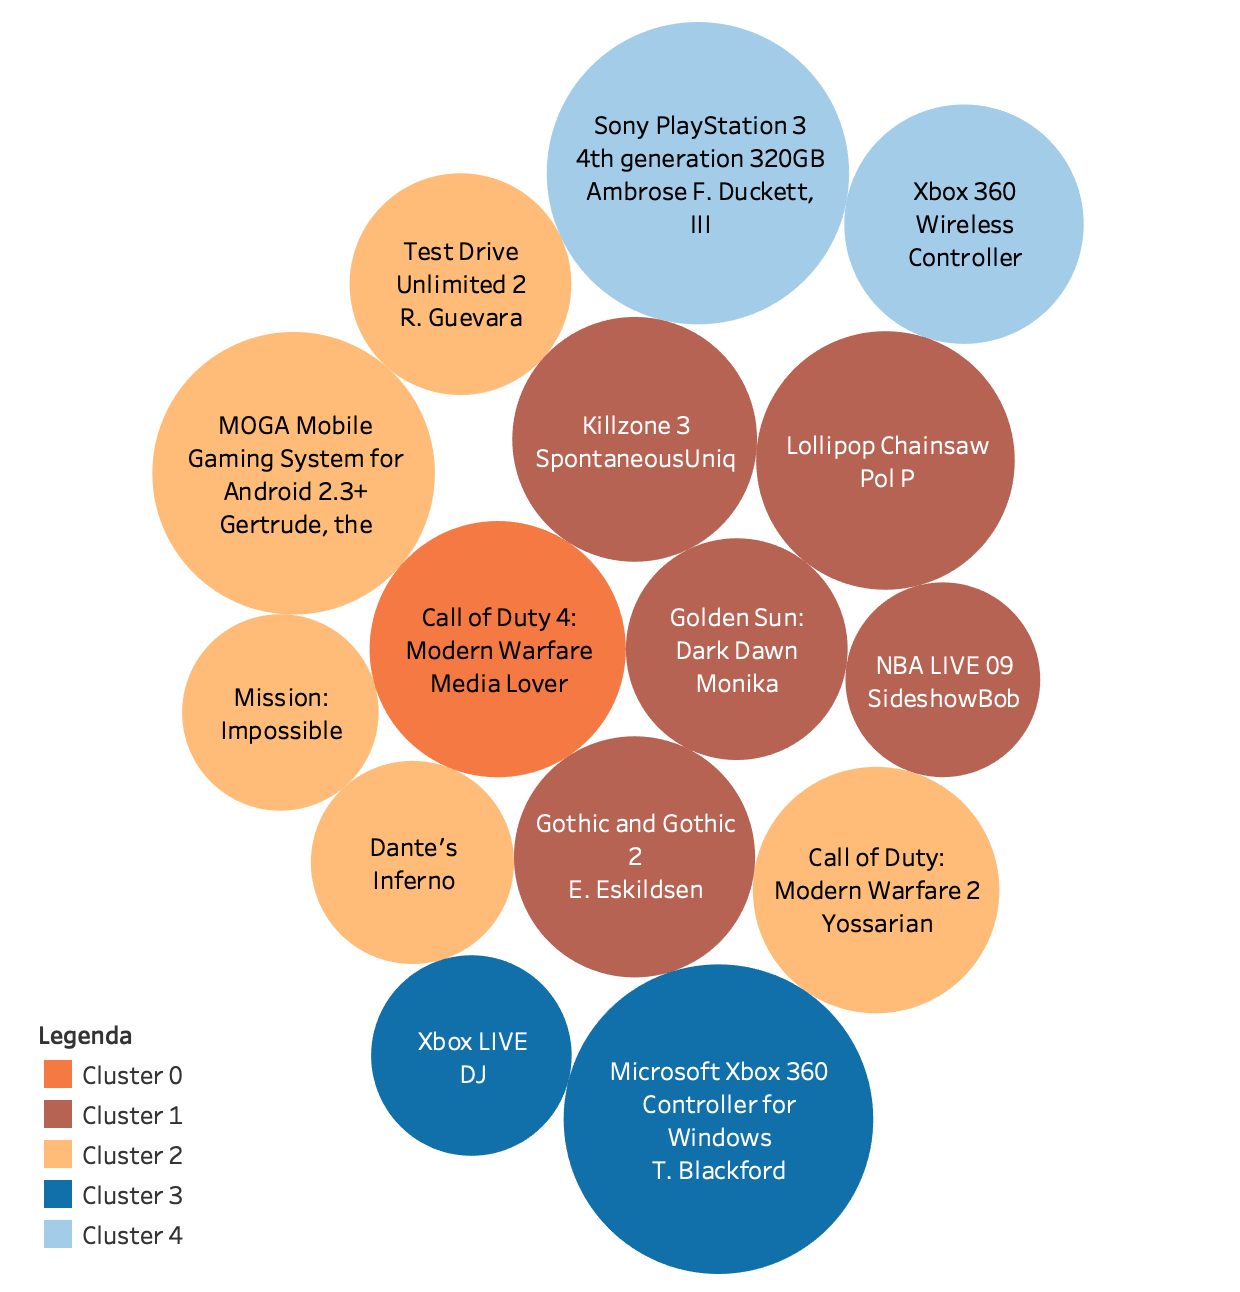 Sony PlayStation 3
4th generation 320GB
Ambrose F. Duckett,
III
Xbox 360
Wireless
Controller
Test Drive
Unlimited 2
R. Guevara
MOGA Mobile
Gaming System for
Android 2.3+
Gertrude, the
Killzone 3
SpontaneousUniq
Lollipop Chainsaw
Pol P
Call of Duty 4:
Modern Warfare
Media Lover
Golden Sun:
Dark Dawn
Monika
NBA LIVE 09
SideshowBob
Mission:
Impossible
Dante’s
Inferno
Gothic and Gothic
2
E. Eskildsen
Call of Duty:
Modern Warfare 2
Yossarian
Xbox LIVE
DJ
Microsoft Xbox 360
Controller for
Windows
T. Blackford
Legenda
Cluster 0
Cluster 1
Cluster 2
Cluster 3
Cluster 4